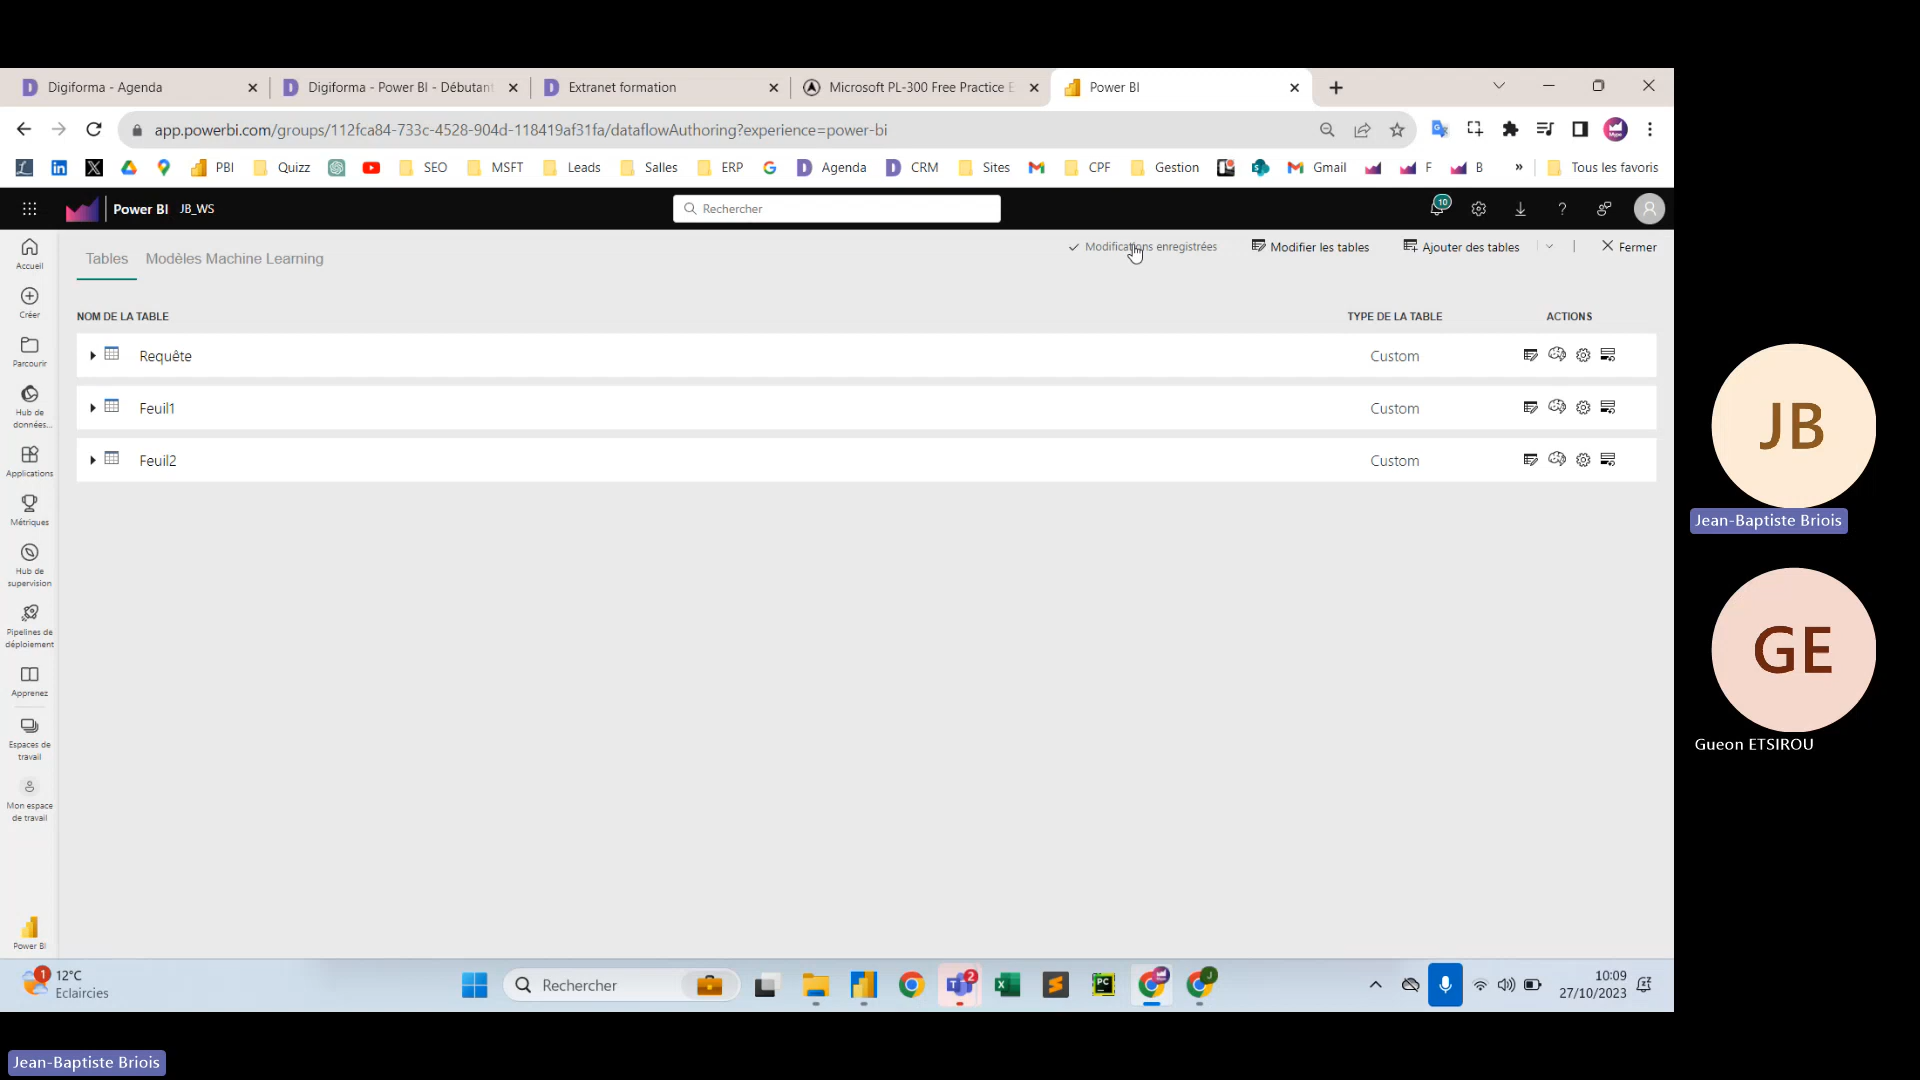 Digiforma - Agenda
Digiforma - Power BI - Débutant
Extranet formation
Microsoft PL-300 Free Practice E
Power BI
app.powerbi.com/groups/112fca84-733c-4528-904d-118419af31fa/dataflowAuthoring?experience=power-bi
PBI
Quizz
SEO
MSFT
Leads
Salles
ERP
Agenda
CRM
Sites
CPF
Gestion
Gmail
F
B
»
Tous les favoris
Power BI JB_WS
Rechercher
10
Accueil
Créer
Parcourir
Hub de données...
Applications
Métriques
Hub de supervision
Pipelines de déploiement
Apprenez
Espaces de travail
Mon espace de travail
Power BI
Tables
Modèles Machine Learning
Modifications enregistrées
Modifier les tables
Ajouter des tables
Fermer
NOM DE LA TABLE
TYPE DE LA TABLE
ACTIONS
Requête
Custom
Feuil1
Custom
Feuil2
Custom
JB
Jean-Baptiste Briois
GE
Gueon ETSIROU
1
12°C
Eclaircies
Rechercher
2
PC
J
10:09
27/10/2023
Jean-Baptiste Briois